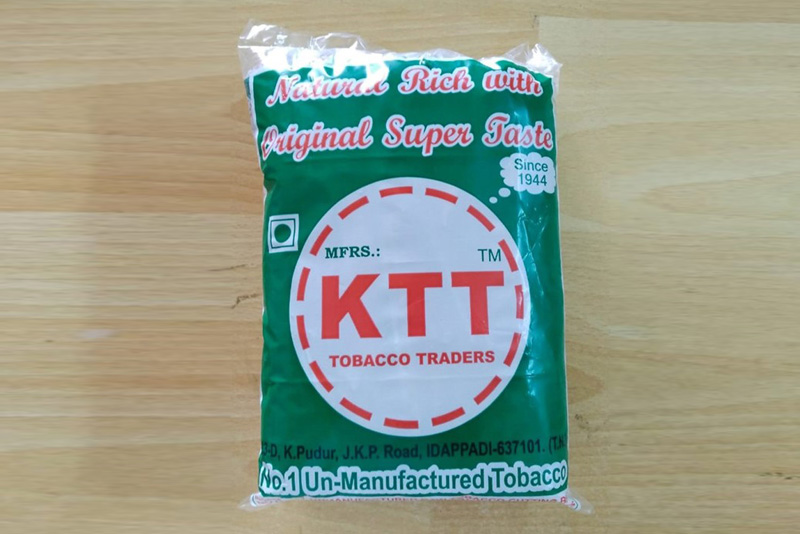 Natural Rich with
Original Super Taste
Since
1944
MFRS.:
TM
KTT
TOBACCO TRADERS
K.Pudur, J.K.P. Road, IDAPPADI-637101.
No.1 Un-Manufactured Tobacco